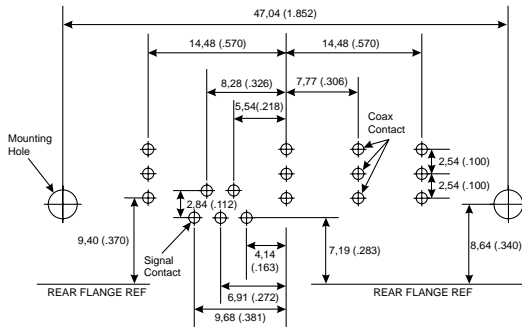 47,04 (1.852)
14,48 (.570)
14,48 (.570)
8,28 (.326)
7,77 (.306)
5,54(.218)
Coax
Contact
Mounting
Hole
2,54 (.100)
2,54 (.100)
2,84 (.112)
9,40 (.370)
Signal
Contact
4,14
(.163)
7,19 (.283)
8,64 (.340)
REAR FLANGE REF
REAR FLANGE REF
6,91 (.272)
9,68 (.381)